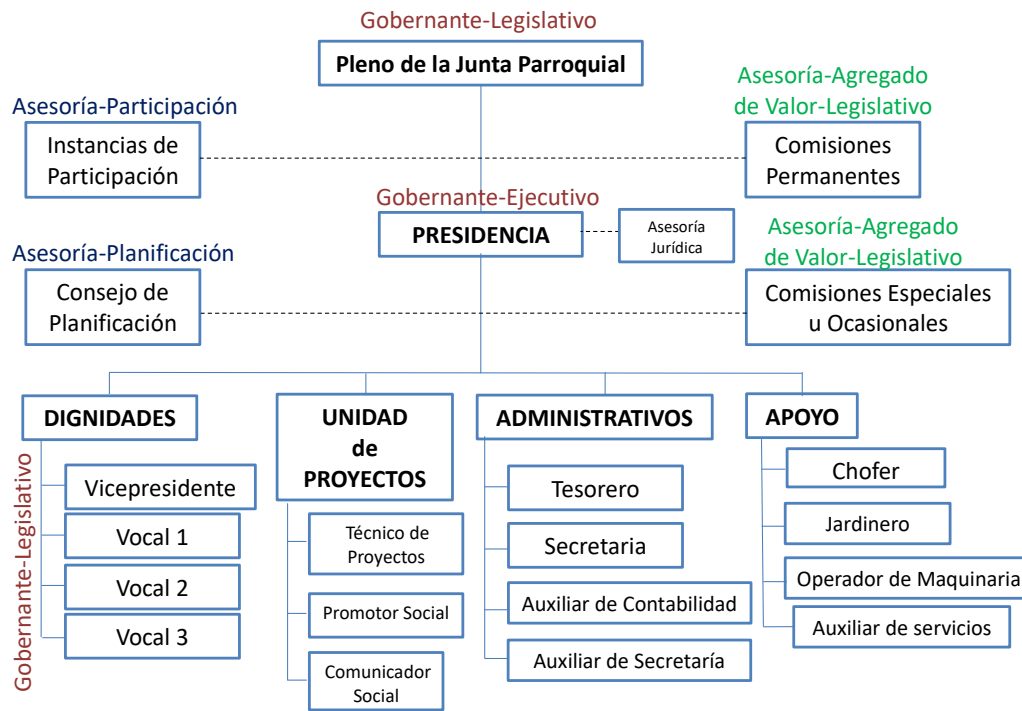 Gobernante-Legislativo
Pleno de la Junta Parroquial
Asesoría-Participación
Instancias de
Participación
Asesoría-Agregado
de Valor-Legislativo
Comisiones
Permanentes
Gobernante-Ejecutivo
PRESIDENCIA
Asesoría
Jurídica
Asesoría-Planificación
Consejo de
Planificación
Asesoría-Agregado
de Valor-Legislativo
Comisiones Especiales
u Ocasionales
DIGNIDADES
Gobernante-Legislativo
Vicepresidente
Vocal 1
Vocal 2
Vocal 3
UNIDAD
de
PROYECTOS
Técnico de
Proyectos
Promotor Social
Comunicador
Social
ADMINISTRATIVOS
Tesorero
Secretaria
Auxiliar de Contabilidad
Auxiliar de Secretaría
APOYO
Chofer
Jardinero
Operador de Maquinaria
Auxiliar de servicios